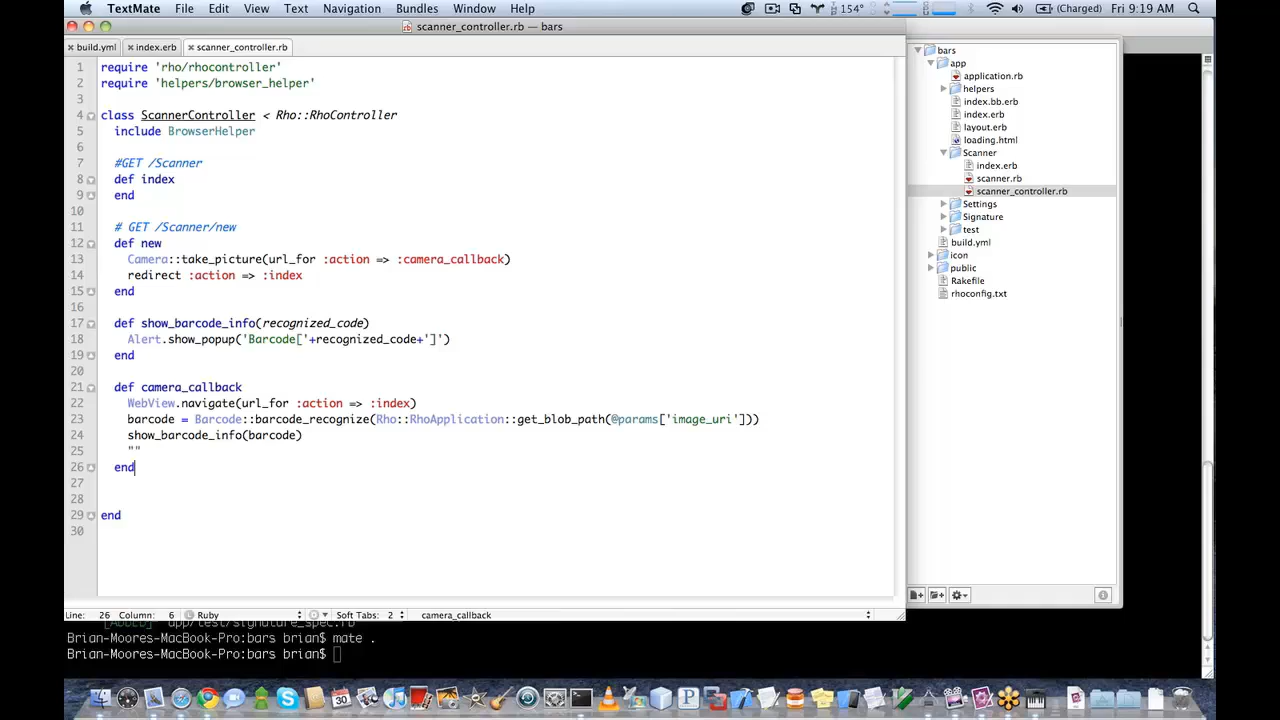 TextMate File Edit View Text Navigation Bundles Window Help 154° (Charged) Fri 9:19 AM
scanner_controller.rb — bars
build.yml index.erb scanner_controller.rb
1 require 'rho/rhocontroller'
2 require 'helpers/browser_helper'
3
4 class ScannerController < Rho::RhoController
5 include BrowserHelper
6
7 #GET /Scanner
8 def index
9 end
10
11 # GET /Scanner/new
12 def new
13 Camera::take_picture(url_for :action => :camera_callback)
14 redirect :action => :index
15 end
16
17 def show_barcode_info(recognized_code)
18 Alert.show_popup('Barcode['+recognized_code+']')
19 end
20
21 def camera_callback
22 WebView.navigate(url_for :action => :index)
23 barcode = Barcode::barcode_recognize(Rho::RhoApplication::get_blob_path(@params['image_uri']))
24 show_barcode_info(barcode)
25 ""
26 end
27
28
29 end
30
Line: 26 Column: 6 Ruby Soft Tabs: 2 camera_callback
bars
app
application.rb
helpers
index.bb.erb
index.erb
layout.erb
loading.html
Scanner
index.erb
scanner.rb
scanner_controller.rb
Settings
Signature
test
build.yml
icon
public
Rakefile
rhoconfig.txt
app/test/signature_spec.rb
Brian-Moores-MacBook-Pro:bars brian$ mate .
Brian-Moores-MacBook-Pro:bars brian$